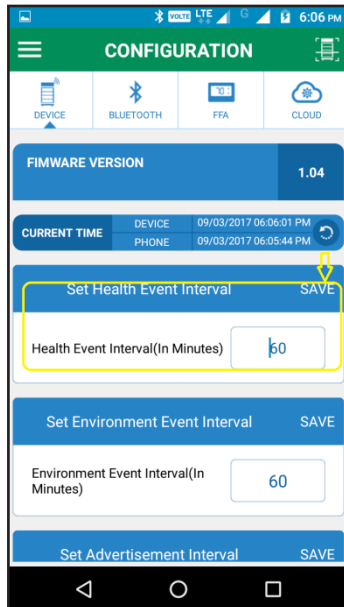 VOLTE LTE G 6:06 PM
CONFIGURATION
DEVICE BLUETOOTH FFA CLOUD
FIMWARE VERSION 1.04
CURRENT TIME
DEVICE 09/03/2017 06:06:01 PM
PHONE 09/03/2017 06:05:44 PM
Set Health Event Interval SAVE
Health Event Interval(In Minutes) 60
Set Environment Event Interval SAVE
Environment Event Interval(In
Minutes) 60
Set Advertisement Interval SAVE